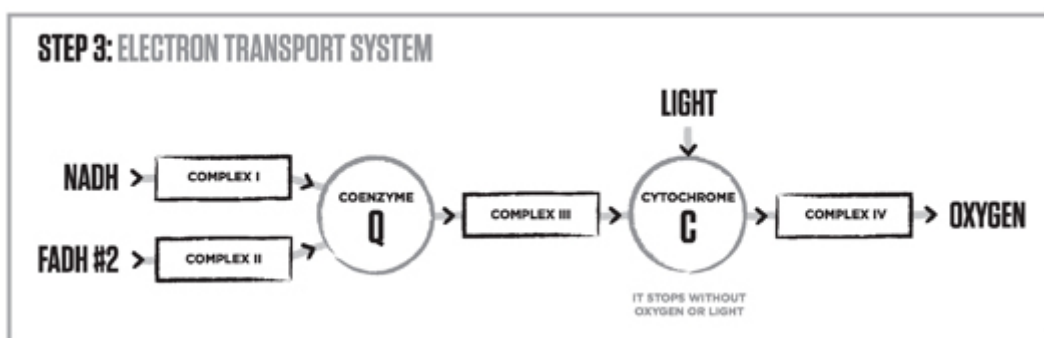 STEP 3: ELECTRON TRANSPORT SYSTEM
LIGHT
NADH
COMPLEX I
COENZYME
Q
COMPLEX III
CYTOCHROME
C
COMPLEX IV
OXYGEN
FADH #2
COMPLEX II
IT STOPS WITHOUT
OXYGEN OR LIGHT